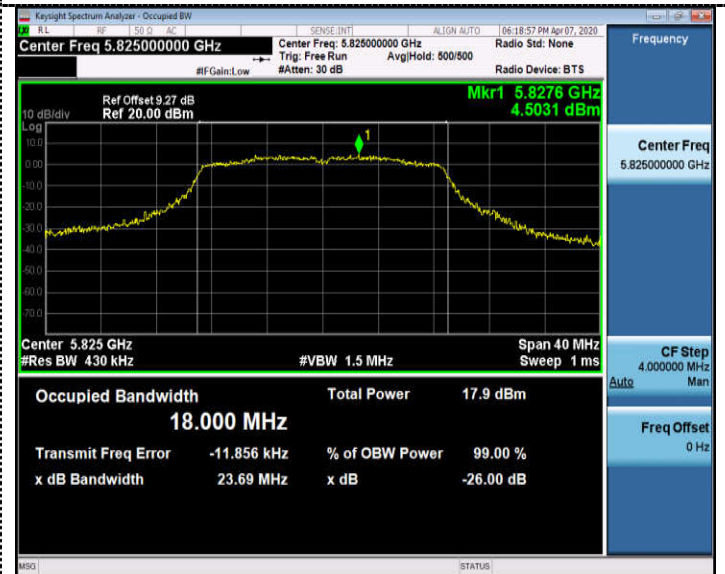 Keysight Spectrum Analyzer - Occupied BW
RL RF 50 Ω AC SENSE:INT ALIGN AUTO 06:18:57 PM Apr 07, 2020
Center Freq 5.825000000 GHz
Center Freq: 5.825000000 GHz
Radio Std: None
Trig: Free Run Avg|Hold: 500/500
#IFGain:Low
#Atten: 30 dB
Radio Device: BTS
Frequency
Mkr1 5.8276 GHz
4.5031 dBm
Ref Offset 9.27 dB
10 dB/div Ref 20.00 dBm
Log
1
10.0
0.00
-10.0
-20.0
-30.0
-40.0
-50.0
-60.0
-70.0
Center Freq
5.825000000 GHz
Center 5.825 GHz
Span 40 MHz
#Res BW 430 kHz
#VBW 1.5 MHz
Sweep 1 ms
CF Step
4.000000 MHz
Auto Man
Freq Offset
0 Hz
Occupied Bandwidth
Total Power 17.9 dBm
18.000 MHz
Transmit Freq Error -11.856 kHz
% of OBW Power 99.00 %
x dB Bandwidth 23.69 MHz
x dB -26.00 dB
MSG
STATUS